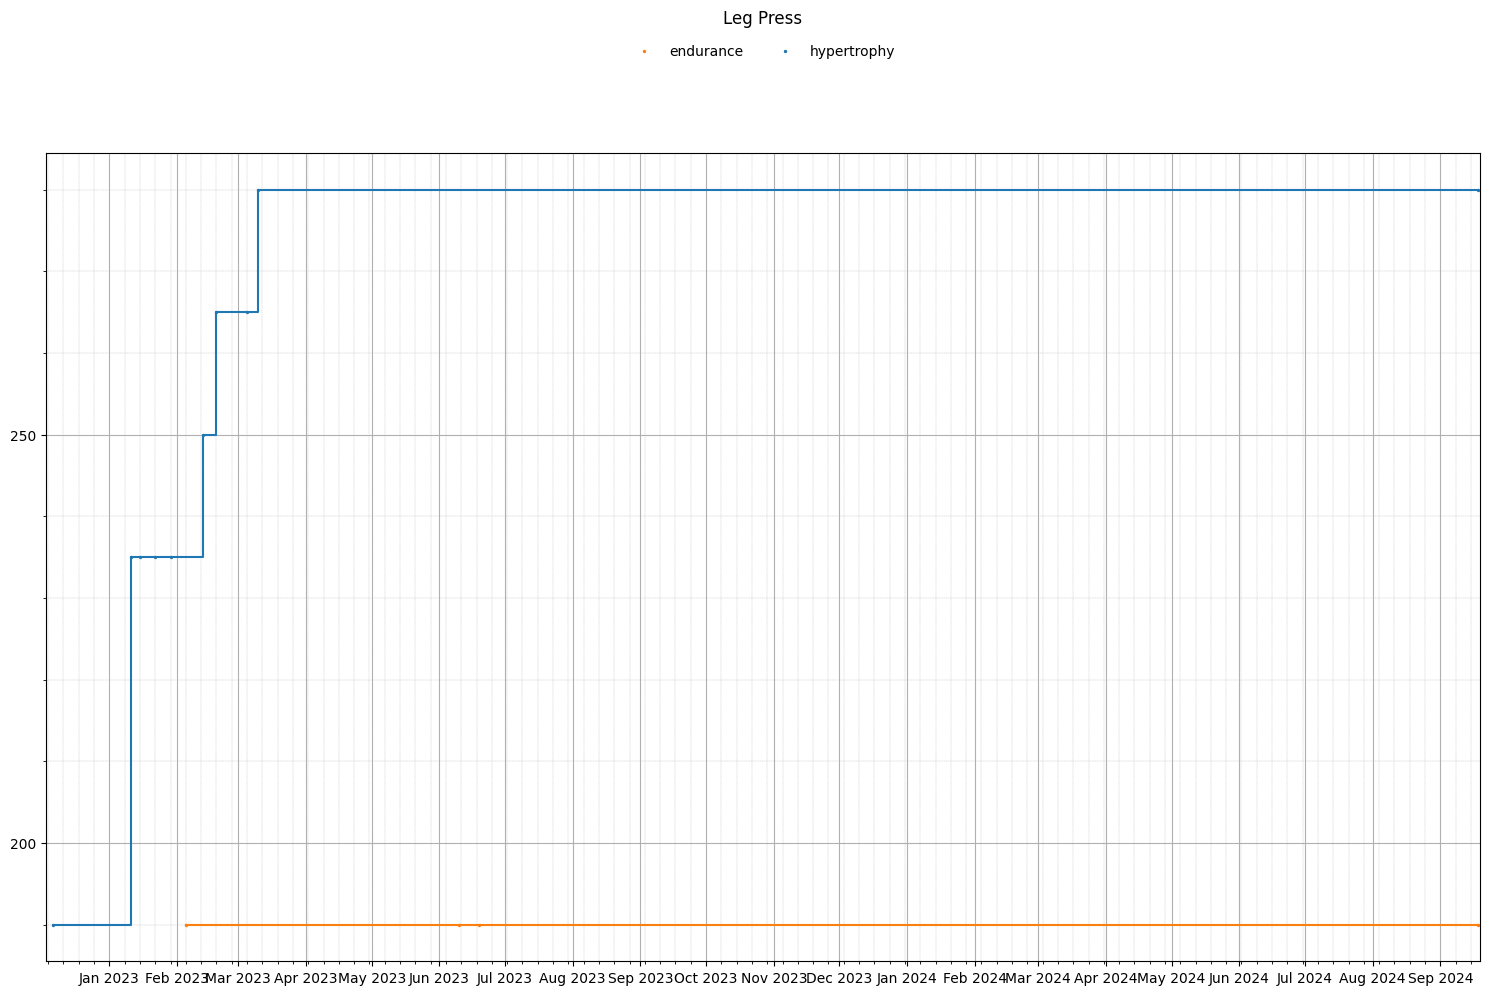 Leg Press
endurance hypertrophy
250
200
Jan 2023 Feb 2023 Mar 2023 Apr 2023 May 2023 Jun 2023 Jul 2023 Aug 2023 Sep 2023 Oct 2023 Nov 2023 Dec 2023 Jan 2024 Feb 2024 Mar 2024 Apr 2024 May 2024 Jun 2024 Jul 2024 Aug 2024 Sep 2024